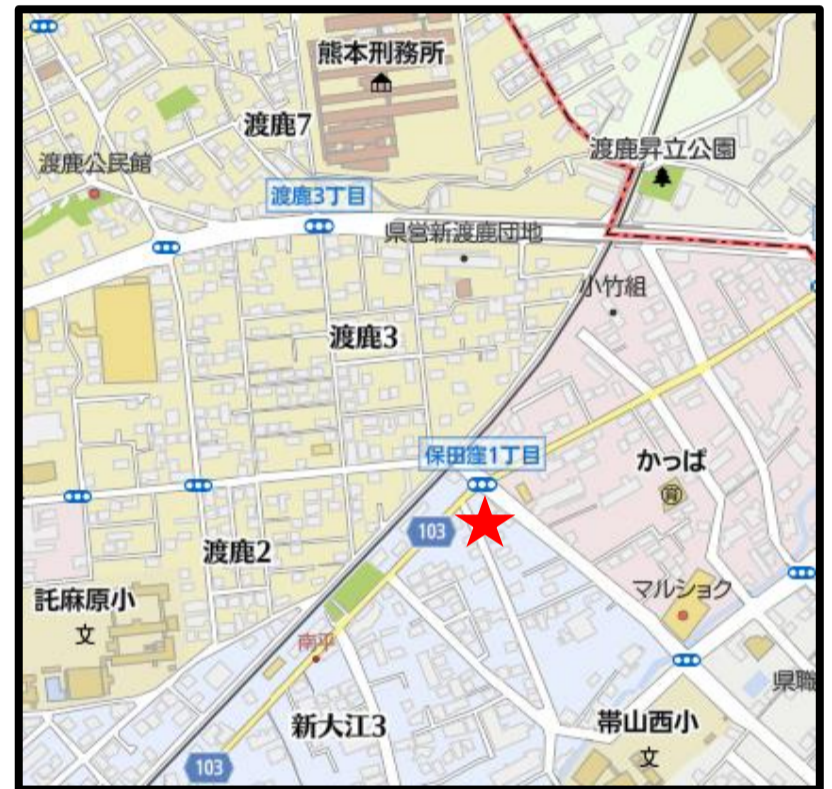 熊本刑務所
渡鹿7
渡鹿公民館
渡鹿昇立公園
渡鹿3丁目
県営新渡鹿団地
小竹組
渡鹿3
保田窪1丁目
かっぱ
103
渡鹿2
託麻原小
文
マルショク
南平
県職
新大江3
帯山西小
文
103